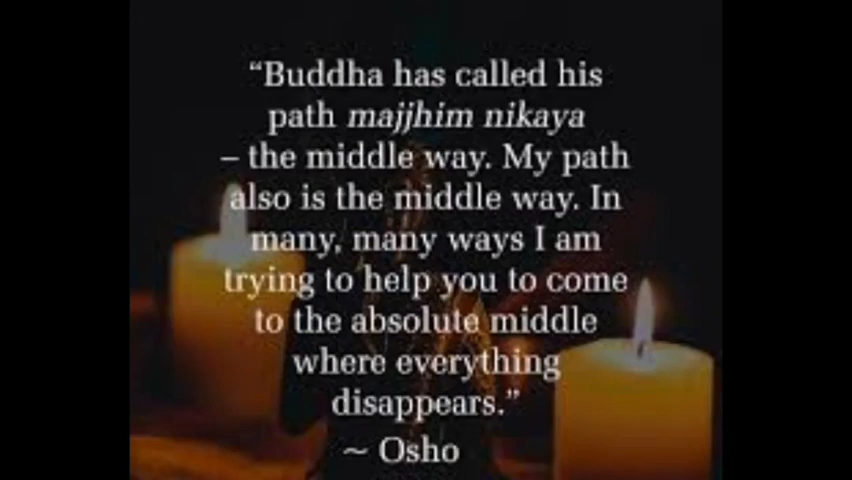 “Buddha has called his
path majjhim nikaya
– the middle way. My path
also is the middle way. In
many, many ways I am
trying to help you to come
to the absolute middle
where everything
disappears.”
~ Osho